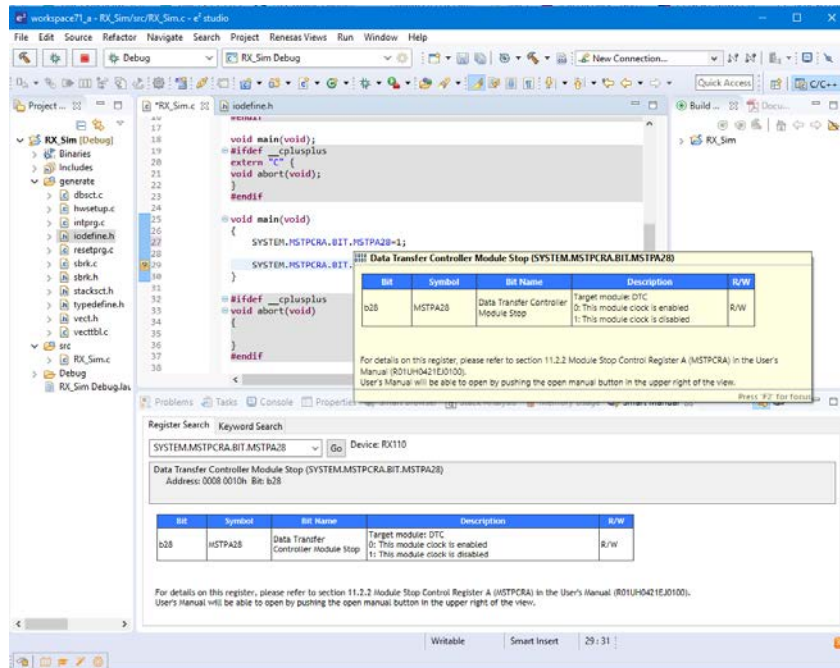 workspace71_a - RX_Sim/src/RX_Sim.c - e² studio
File Edit Source Refactor Navigate Search Project Renesas Views Run Window Help
Debug
RX_Sim Debug
New Connection...
Quick Access
C/C++
Project...
RX_Sim [Debug]
Binaries
Includes
generate
dbsct.c
hwsetup.c
intprg.c
iodefine.h
resetprg.c
sbrk.c
sbrk.h
stacksct.h
typedefine.h
vect.h
vecttbl.c
src
RX_Sim.c
Debug
RX_Sim Debug.lau
*RX_Sim.c
iodefine.h
17
18 void main(void);
19 #ifdef __cplusplus
20 extern "C" {
21 void abort(void);
22 }
23 #endif
24
25 void main(void)
26 {
27 SYSTEM.MSTPCRA.BIT.MSTPA28=1;
28
29 SYSTEM.MSTPCRA.BIT.
30 }
31
32 #ifdef __cplusplus
33 void abort(void)
34 {
35
36 }
37 #endif
38
Data Transfer Controller Module Stop (SYSTEM.MSTPCRA.BIT.MSTPA28)
Bit Symbol Bit Name Description R/W
b28 MSTPA28 Data Transfer Controller Module Stop
Target module: DTC
0: This module clock is enabled
1: This module clock is disabled
R/W
For details on this register, please refer to section 11.2.2 Module Stop Control Register A (MSTPCRA) in the User's
Manual (R01UH0421EJ0100).
User's Manual will be able to open by pushing the open manual button in the upper right of the view.
Press 'F2' for focus
Build ...
Docu...
RX_Sim
Problems Tasks Console Properties
Register Search Keyword Search
SYSTEM.MSTPCRA.BIT.MSTPA28 Go Device: RX110
Data Transfer Controller Module Stop (SYSTEM.MSTPCRA.BIT.MSTPA28)
Address: 0008 0010h Bit: b28
Bit Symbol Bit Name Description R/W
b28 MSTPA28 Data Transfer
Controller Module Stop
Target module: DTC
0: This module clock is enabled
1: This module clock is disabled
R/W
For details on this register, please refer to section 11.2.2 Module Stop Control Register A (MSTPCRA) in the User's Manual (R01UH0421EJ0100).
User's Manual will be able to open by pushing the open manual button in the upper right of the view.
Writable Smart Insert 29 : 31